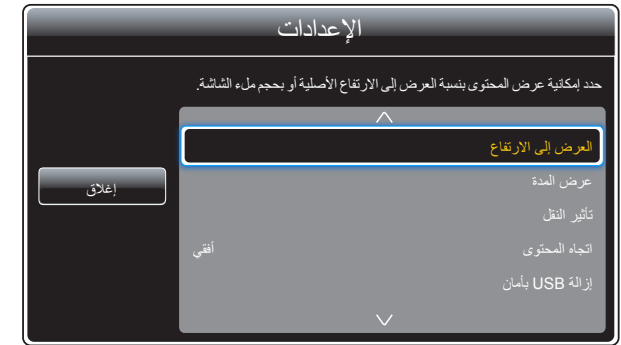 الإعدادات
حدد إمكانية عرض المحتوى بنسبة العرض إلى الارتفاع الأصلية أو بحجم ملء الشاشة.
العرض إلى الارتفاع
عرض المدة
تأثير النقل
اتجاه المحتوى أفقي
إزالة USB بأمان
إغلاق